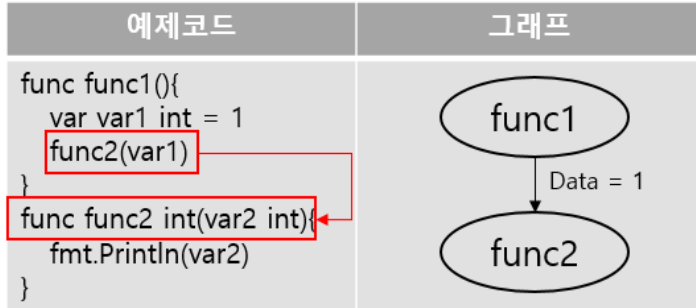 예제코드
그래프
func func1(){
var var1 int = 1
func2(var1)
}
func func2 int(var2 int){
fmt.Println(var2)
}
func1
Data = 1
func2